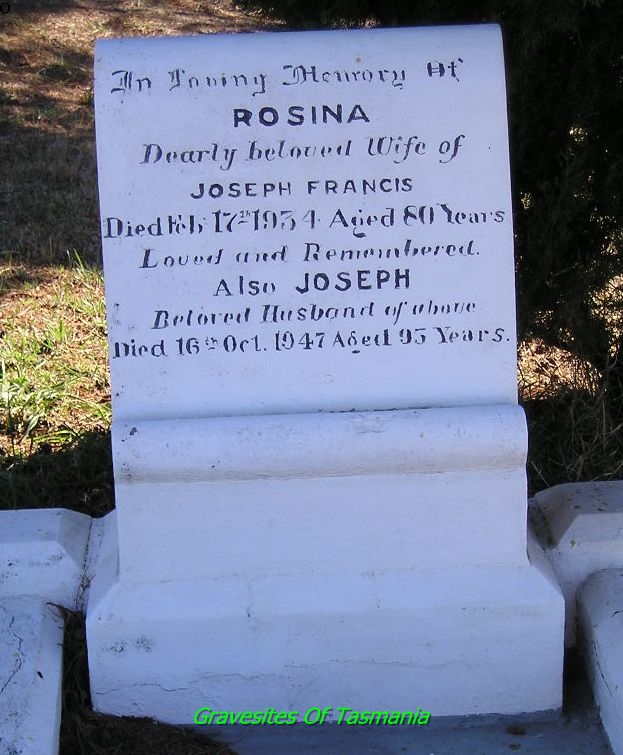 In Loving Memory Of
ROSINA
Dearly beloved Wife of
JOSEPH FRANCIS
Died Feb 17th 1934 Aged 80 Years
Loved and Remembered.
Also JOSEPH
Beloved Husband of above
Died 16th Oct. 1947 Aged 93 Years.
Gravesites Of Tasmania